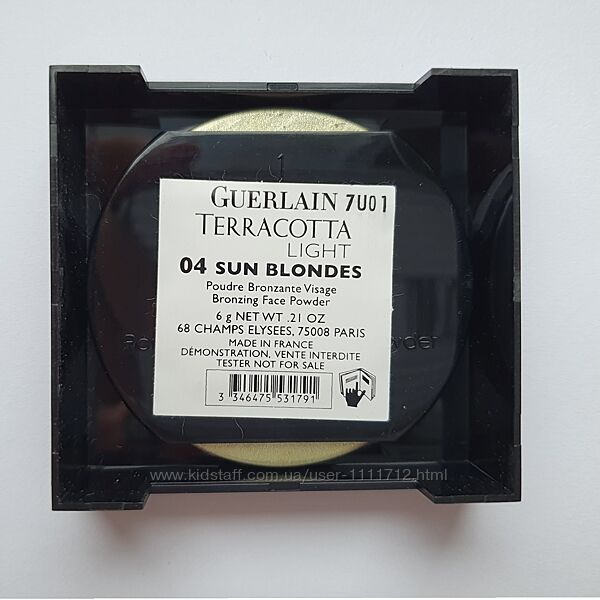 1
GUERLAIN 7U01
TERRACOTTA
LIGHT
04 SUN BLONDES
Poudre Bronzante Visage
Bronzing Face Powder
6 g NET WT .21 OZ
68 CHAMPS ELYSEES, 75008 PARIS
MADE IN FRANCE
DÉMONSTRATION, VENTE INTERDITE
TESTER NOT FOR SALE
3 346475 531791
www.kidstaff.com.ua/user-1111712.html